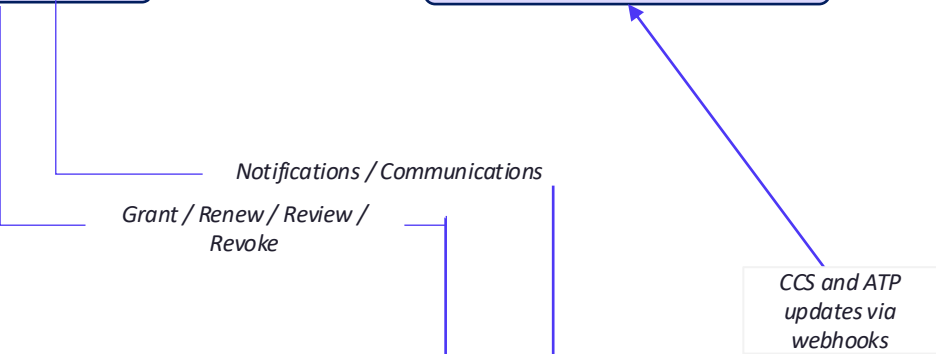 Notifications / Communications
Grant / Renew / Review /
Revoke
CCS and ATP
updates via
webhooks